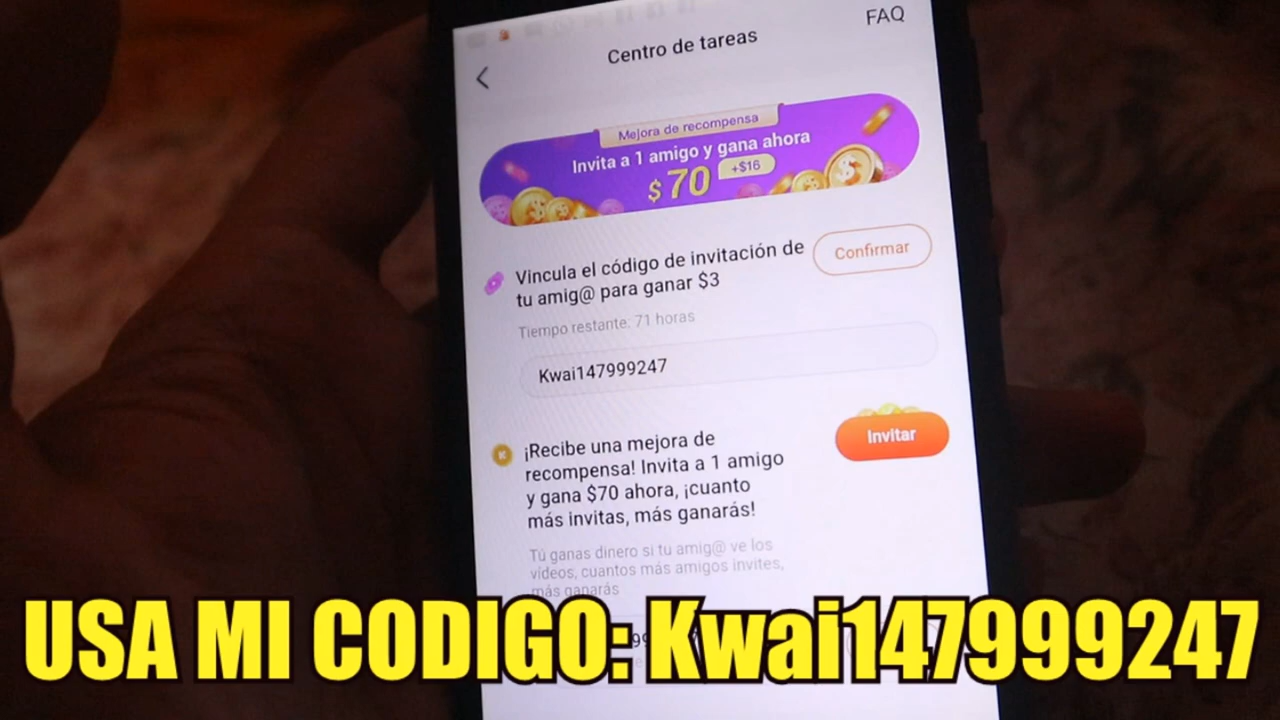 FAQ
Centro de tareas
Mejora de recompensa
Invita a 1 amigo y gana ahora
$70 +$16
Vincula el código de invitación de
tu amig@ para ganar $3
Confirmar
Tiempo restante: 71 horas
Kwai147999247
¡Recibe una mejora de
recompensa! Invita a 1 amigo
y gana $70 ahora, ¡cuanto
más invitas, más ganarás!
Invitar
Tú ganas dinero si tu amig@ ve los
vídeos, cuantos más amigos invites,
más ganarás
USA MI CODIGO: Kwai147999247